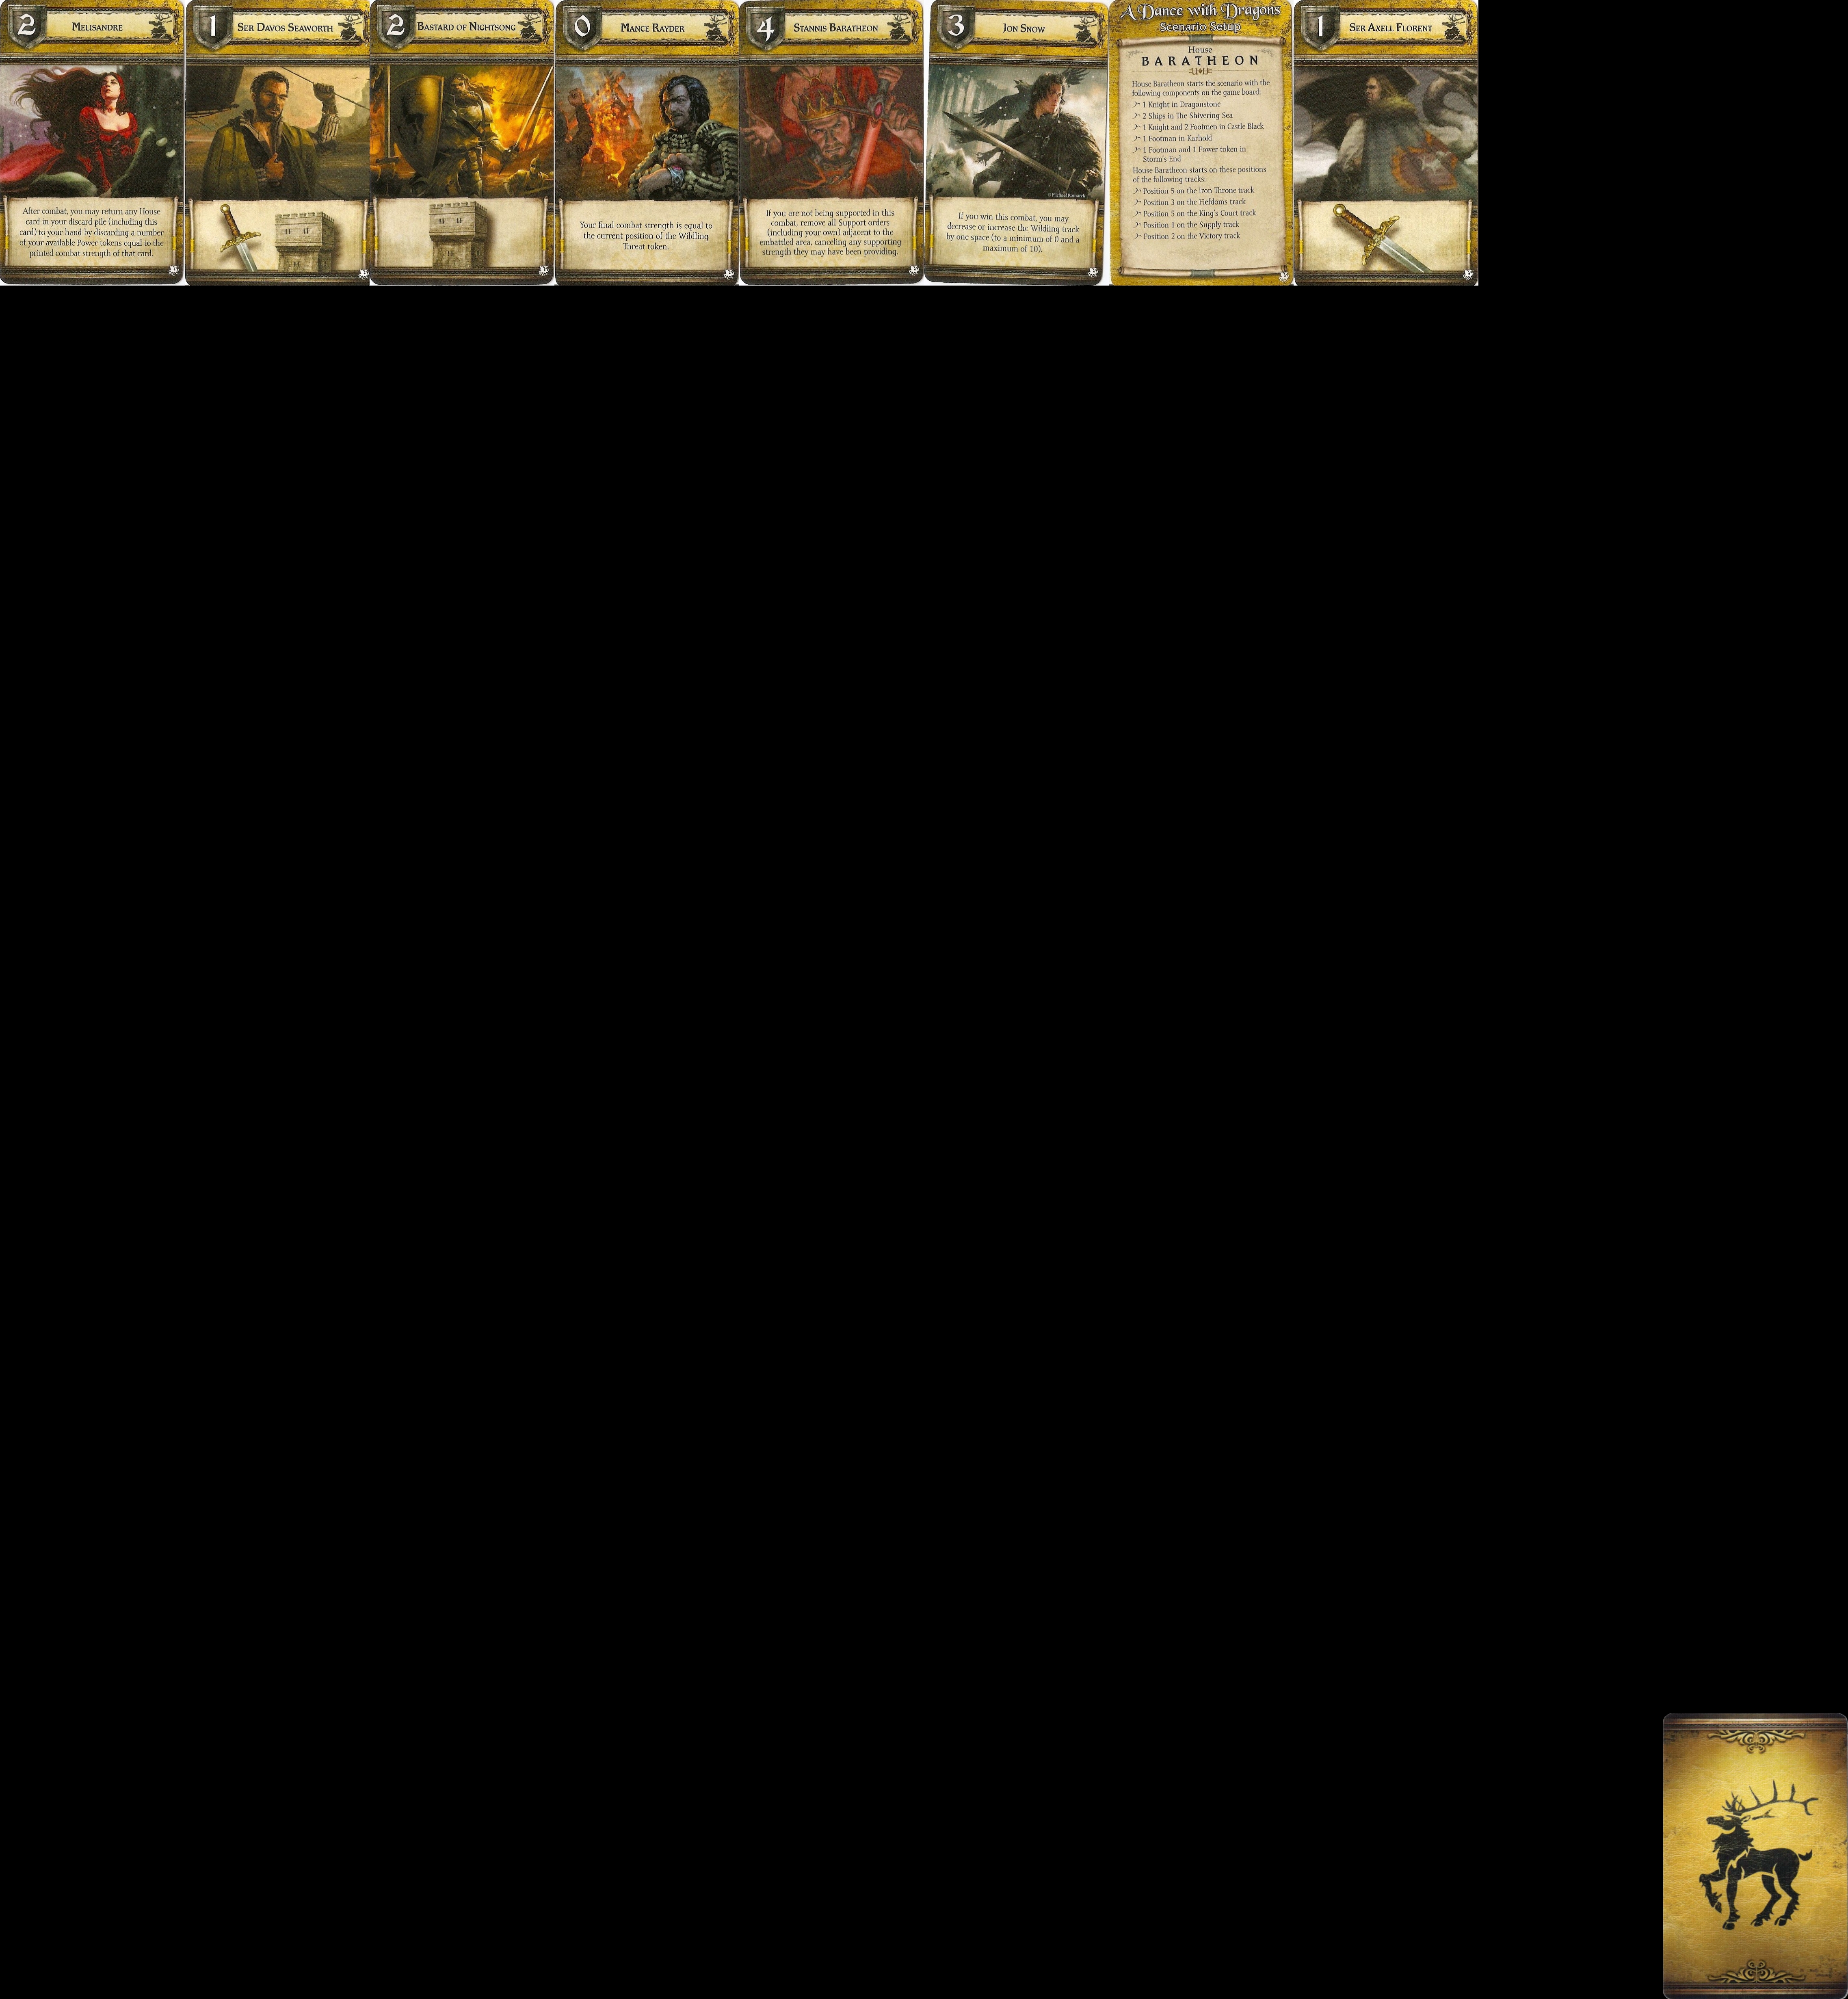 2
MELISANDRE
After combat, you may return any House
card in your discard pile (including this
card) to your hand by discarding a number
of your available Power tokens equal to the
printed combat strength of that card.
1
SER DAVOS SEAWORTH
2
BASTARD OF NIGHTSONG
0
MANCE RAYDER
Your final combat strength is equal to
the current position of the Wildling
Threat token.
4
STANNIS BARATHEON
If you are not being supported in this
combat, remove all Support orders
(including your own) adjacent to the
embattled area, canceling any supporting
strength they may have been providing.
3
JON SNOW
© Michael Komarck
If you win this combat, you may
decrease or increase the Wildling track
by one space (to a minimum of 0 and a
maximum of 10).
A Dance with Dragons
Scenario Setup
House
BARATHEON
House Baratheon starts the scenario with the
following components on the game board:
1 Knight in Dragonstone
2 Ships in The Shivering Sea
1 Knight and 2 Footmen in Castle Black
1 Footman in Karhold
1 Footman and 1 Power token in
Storm's End
House Baratheon starts on these positions
of the following tracks:
Position 5 on the Iron Throne track
Position 3 on the Fiefdoms track
Position 5 on the King's Court track
Position 1 on the Supply track
Position 2 on the Victory track
1
SER AXELL FLORENT